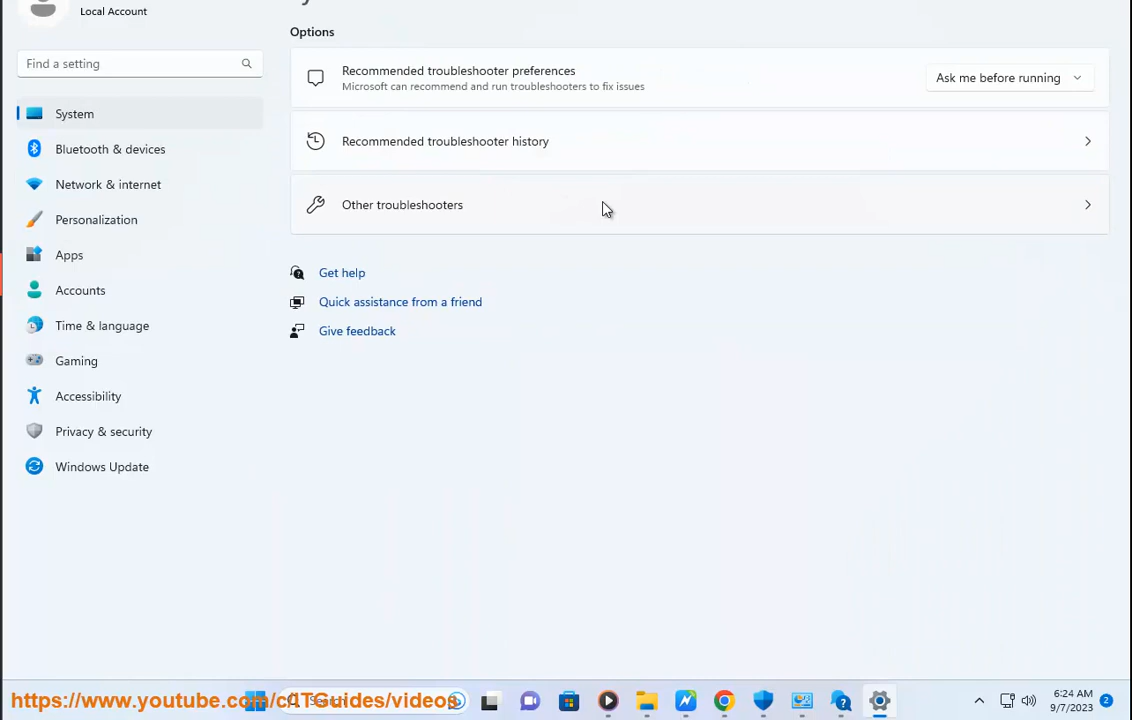 Local Account
Options
Find a setting
Recommended troubleshooter preferences
Microsoft can recommend and run troubleshooters to fix issues
Ask me before running
System
Recommended troubleshooter history
Bluetooth & devices
Network & internet
Other troubleshooters
Personalization
Apps
Get help
Accounts
Quick assistance from a friend
Time & language
Give feedback
Gaming
Accessibility
Privacy & security
Windows Update
https://www.youtube.com/c/ITGuides/videos
6:24 AM
9/7/2023
2